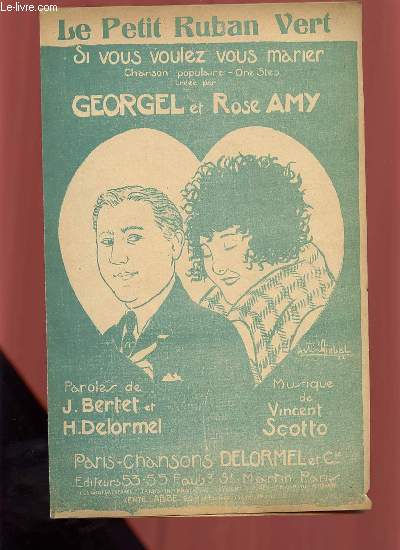 Le-livre.com
Le Petit Ruban Vert
Si vous voulez vous marier
Chanson populaire - One Step
Créée par
GEORGEL et Rose AMY
Paroles de
J. Bertet et
H. Delormel
Musique
de
Vincent
Scotto
Paris-Chansons DELORMEL et Cie
Editeurs 53-55 Faubg St Martin Paris